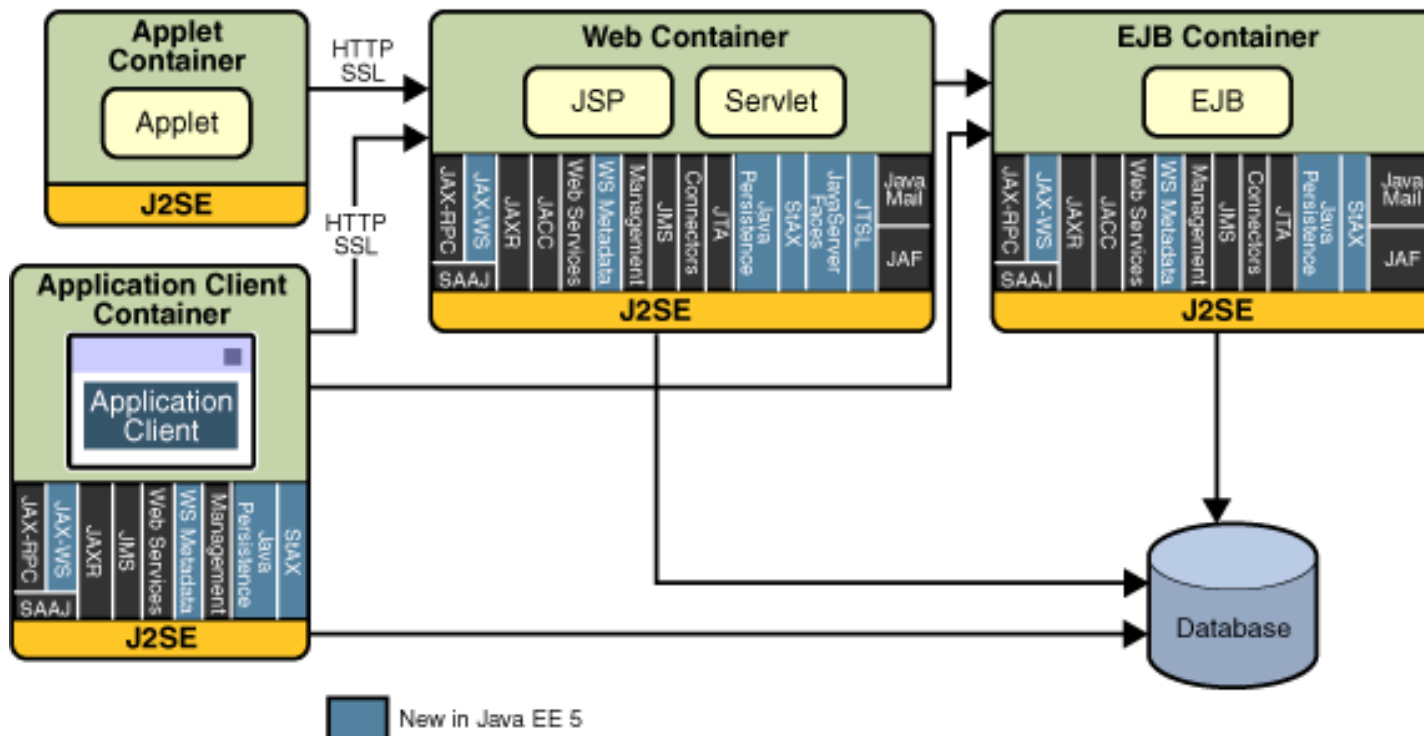 Applet
Container
Applet
J2SE
HTTP
SSL
HTTP
SSL
Web Container
JSP
Servlet
JAX-RPC
JAX-WS
SAAJ
JAXR
JACC
Web Services
WS Metadata
Management
JMS
Connectors
JTA
Java
Persistence
StAX
JavaServer
Faces
JTSL
Java
Mail
JAF
J2SE
EJB Container
EJB
JAX-RPC
JAX-WS
SAAJ
JAXR
JACC
Web Services
WS Metadata
Management
JMS
Connectors
JTA
Java
Persistence
StAX
Java
Mail
JAF
J2SE
Application Client
Container
Application
Client
JAX-RPC
JAX-WS
SAAJ
JAXR
JMS
Web Services
WS Metadata
Management
Java
Persistence
StAX
J2SE
Database
New in Java EE 5